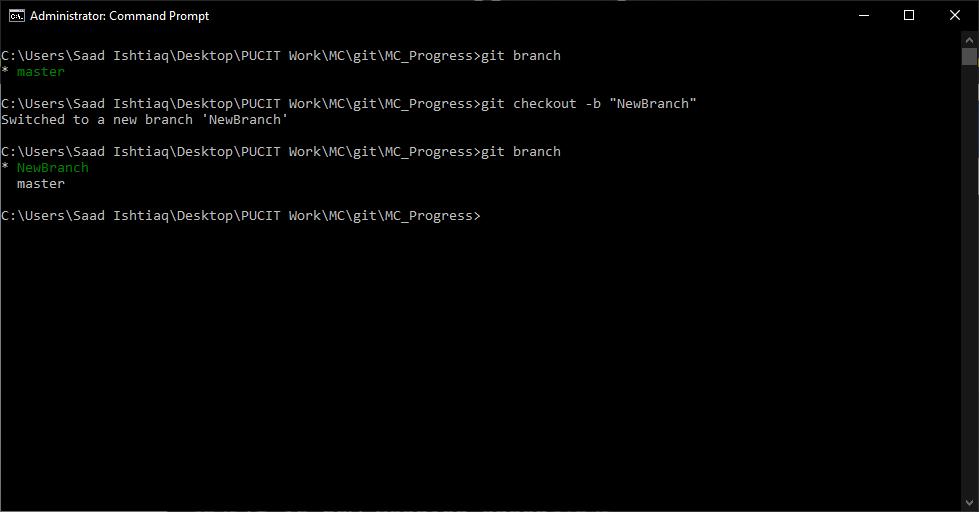 Administrator: Command Prompt
C:\Users\Saad Ishtiaq\Desktop\PUCIT Work\MC\git\MC_Progress>git branch
* master
C:\Users\Saad Ishtiaq\Desktop\PUCIT Work\MC\git\MC_Progress>git checkout -b "NewBranch"
Switched to a new branch 'NewBranch'
C:\Users\Saad Ishtiaq\Desktop\PUCIT Work\MC\git\MC_Progress>git branch
* NewBranch
  master
C:\Users\Saad Ishtiaq\Desktop\PUCIT Work\MC\git\MC_Progress>